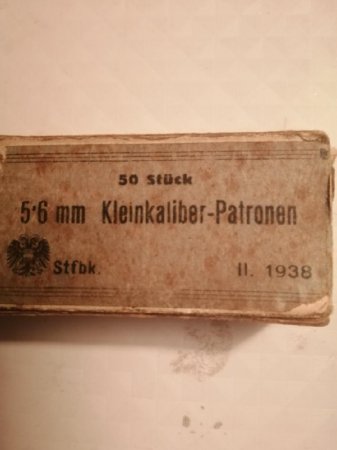 50 Stück
5·6 mm Kleinkaliber-Patronen
Stfbk. II. 1938